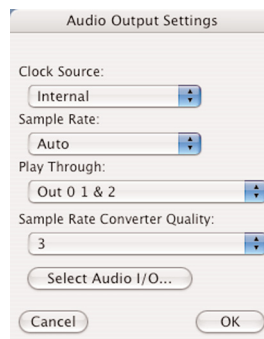 Audio Output Settings
Clock Source:
Internal
Sample Rate:
Auto
Play Through:
Out 0 1 & 2
Sample Rate Converter Quality:
3
Select Audio I/O...
Cancel
OK